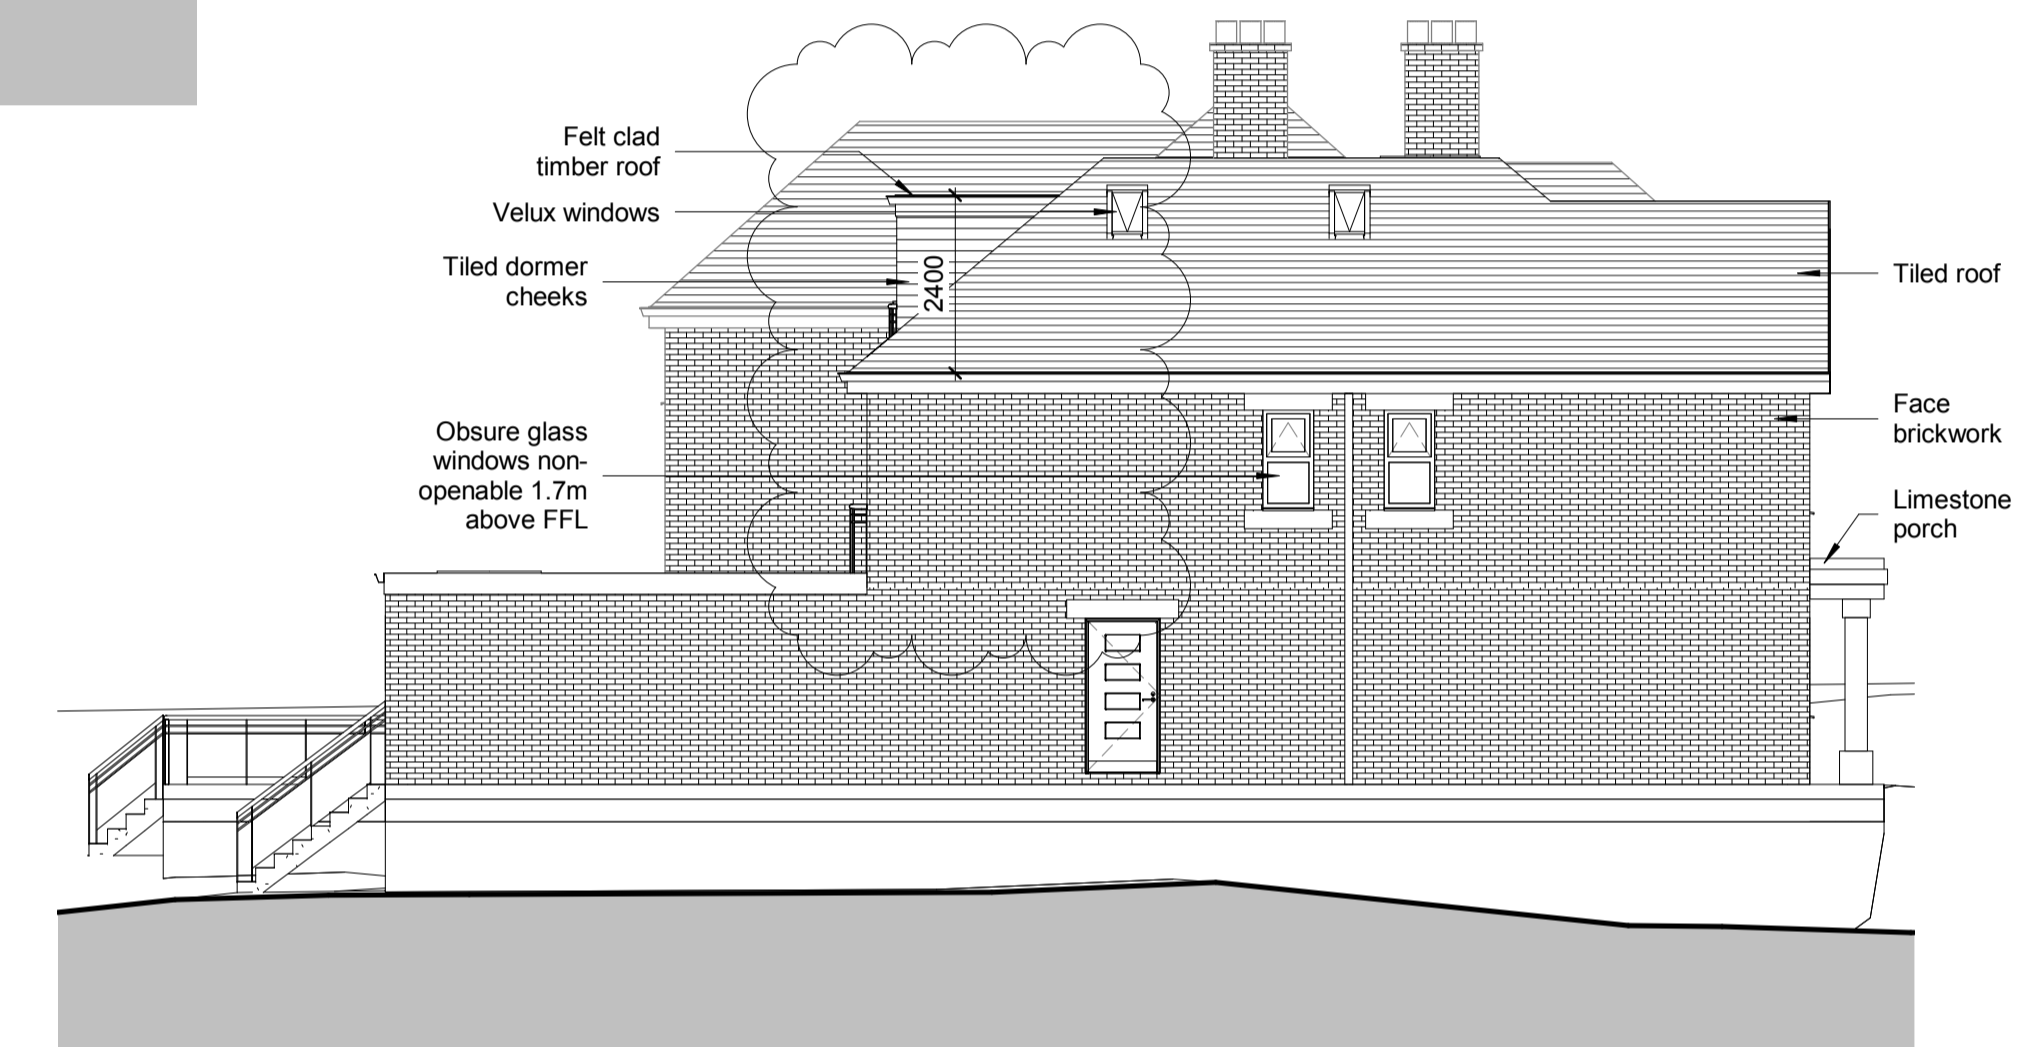 Felt clad
timber roof
Velux windows
Tiled dormer
cheeks
2400
Obsure glass
windows non-
openable 1.7m
above FFL
Tiled roof
Face
brickwork
Limestone
porch